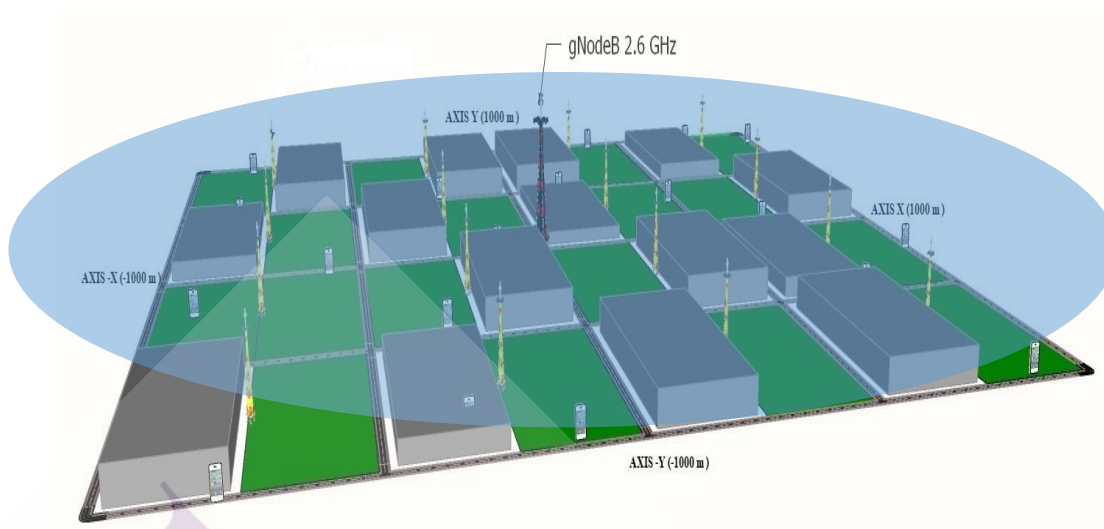 gNodeB 2.6 GHz
AXIS Y (1000 m)
AXIS X (1000 m)
AXIS -X (-1000 m)
AXIS -Y (-1000 m)